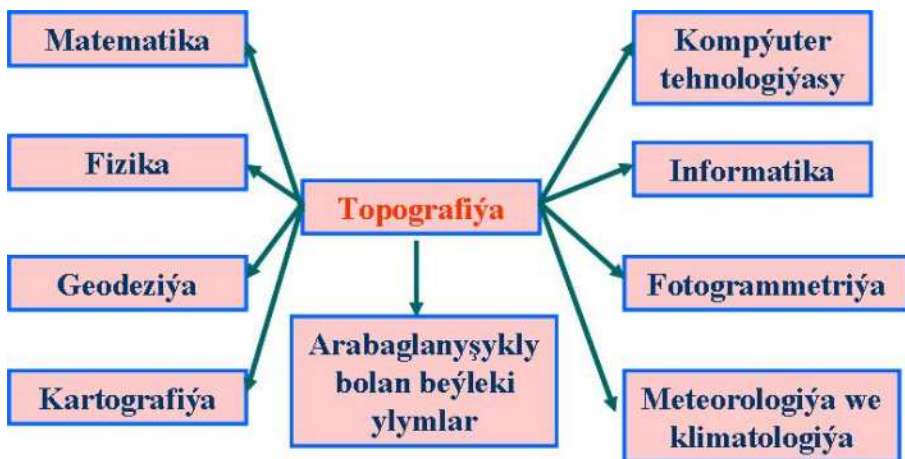 Matematika
Fizika
Geodeziýa
Kartografiýa
Topografiýa
Arabaglanyşykly
bolan beýleki
ylymlar
Kompýuter
tehnologiýasy
Informatika
Fotogrammetriýa
Meteorologiýa we
klimatologiýa